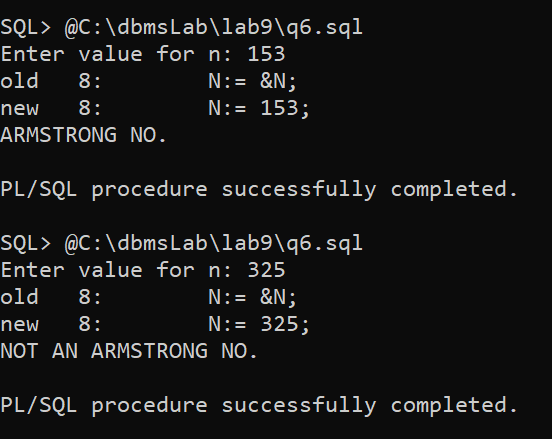 SQL> @C:\dbmsLab\lab9\q6.sql
Enter value for n: 153
old   8:        N:= &N;
new   8:        N:= 153;
ARMSTRONG NO.
PL/SQL procedure successfully completed.
SQL> @C:\dbmsLab\lab9\q6.sql
Enter value for n: 325
old   8:        N:= &N;
new   8:        N:= 325;
NOT AN ARMSTRONG NO.
PL/SQL procedure successfully completed.